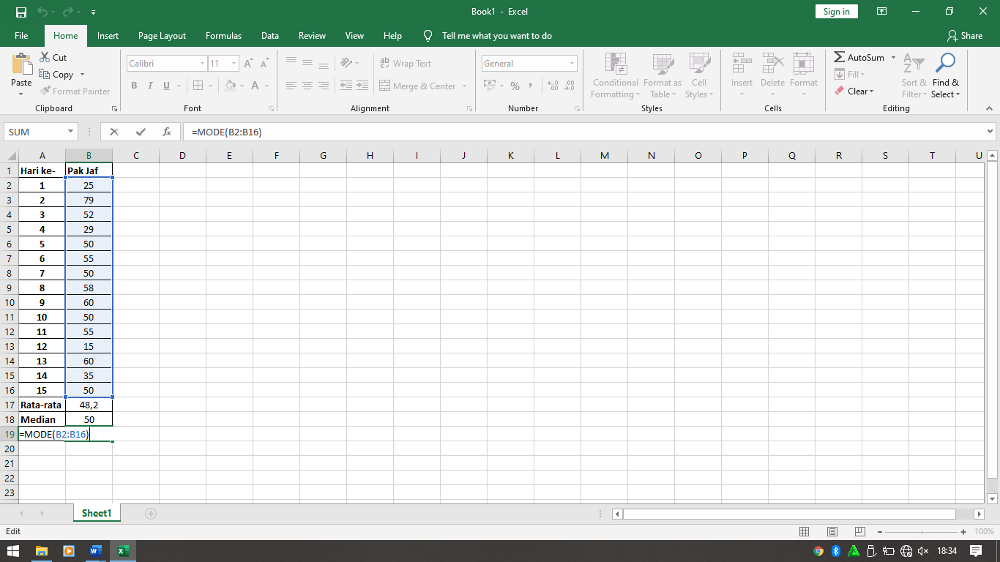 Book1 - Excel
Sign in
File Home Insert Page Layout Formulas Data Review View Help Tell me what you want to do Share
Paste
Cut
Copy
Format Painter
Clipboard
Calibri 11
B I U A
Font
Wrap Text
Merge & Center
Alignment
General
% ,
Number
Conditional Formatting
Format as Table
Cell Styles
Styles
Insert Delete Format
Cells
AutoSum
Fill
Clear
Sort & Filter
Find & Select
Editing
SUM fx =MODE(B2:B16)
A B C D E F G H I J K L M N O P Q R S T U
1 Hari ke- Pak Jaf
2 1 25
3 2 79
4 3 52
5 4 29
6 5 50
7 6 55
8 7 50
9 8 58
10 9 60
11 10 50
12 11 55
13 12 15
14 13 60
15 14 35
16 15 50
17 Rata-rata 48,2
18 Median 50
19 =MODE(B2:B16)
20
21
22
23
Sheet1
Edit 100%
18:34